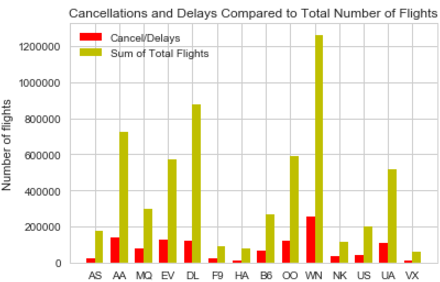 Cancellations and Delays Compared to Total Number of Flights
Cancel/Delays
Sum of Total Flights
Number of flights
1200000
1000000
800000
600000
400000
200000
0
AS AA MQ EV DL F9 HA B6 OO WN NK US UA VX